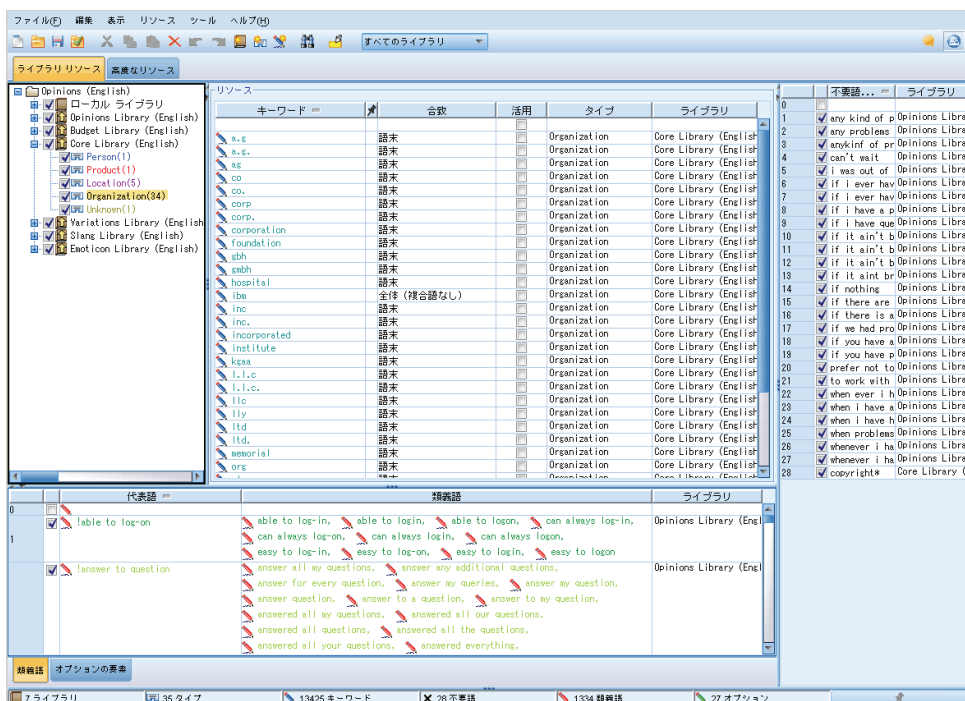 ファイル(F) 編集 表示 リソース ツール ヘルプ(H)
すべてのライブラリ
ライブラリ リソース 高度なリソース
Opinions (English)
ローカル ライブラリ
Opinions Library (English)
Budget Library (English)
Core Library (English)
Person(1)
Product(1)
Location(5)
Organization(34)
Unknown(1)
Variations Library (English
Slang Library (English)
Emoticon Library (English)
リソース
キーワード 合致 活用 タイプ ライブラリ
a.g 語末 Organization Core Library (English
a.g. 語末 Organization Core Library (English
ag 語末 Organization Core Library (English
co 語末 Organization Core Library (English
co. 語末 Organization Core Library (English
corp 語末 Organization Core Library (English
corp. 語末 Organization Core Library (English
corporation 語末 Organization Core Library (English
foundation 語末 Organization Core Library (English
gbh 語末 Organization Core Library (English
gmbh 語末 Organization Core Library (English
hospital 語末 Organization Core Library (English
ibm 全体 (複合語なし) Organization Core Library (English
inc 語末 Organization Core Library (English
inc. 語末 Organization Core Library (English
incorporated 語末 Organization Core Library (English
institute 語末 Organization Core Library (English
kgaa 語末 Organization Core Library (English
l.l.c 語末 Organization Core Library (English
l.l.c. 語末 Organization Core Library (English
llc 語末 Organization Core Library (English
lly 語末 Organization Core Library (English
ltd 語末 Organization Core Library (English
ltd. 語末 Organization Core Library (English
memorial 語末 Organization Core Library (English
org 語末 Organization Core Library (English
不要語... ライブラリ
0
1 any kind of p Opinions Libra
2 any problems Opinions Libra
3 anykinf of pr Opinions Libra
4 can't wait Opinions Libra
5 i was out of Opinions Libra
6 if i ever hav Opinions Libra
7 if i ever hav Opinions Libra
8 if i have a p Opinions Libra
9 if i have que Opinions Libra
10 if it ain't b Opinions Libra
11 if it ain't b Opinions Libra
12 if it ain't b Opinions Libra
13 if it aint br Opinions Libra
14 if nothing Opinions Libra
15 if there are Opinions Libra
16 if there is a Opinions Libra
17 if we had pro Opinions Libra
18 if you have a Opinions Libra
19 if you have p Opinions Libra
20 prefer not to Opinions Libra
21 to work with Opinions Libra
22 when ever i h Opinions Libra
23 when i have a Opinions Libra
24 when i have h Opinions Libra
25 when problems Opinions Libra
26 whenever i ha Opinions Libra
27 whenever i ha Opinions Libra
28 copyright* Core Library (
代表語 類義語 ライブラリ
0
1 !able to log-on able to log-in, able to login, able to logon, can always log-in, Opinions Library (Engl
can always log-on, can always login, can always logon,
easy to log-in, easy to log-on, easy to login, easy to logon
!answer to question answer all my questions, answer any additional questions, Opinions Library (Engl
answer for every question, answer my queries, answer my question,
answer question, answer to a question, answer to my question,
answered all my questions, answered all our questions,
answered all questions, answered all the questions,
answered all your questions, answered everything,
類義語 オプションの要素
7 ライブラリ 35 タイプ 13425 キーワード 28 不要語 1334 類義語 27 オプション